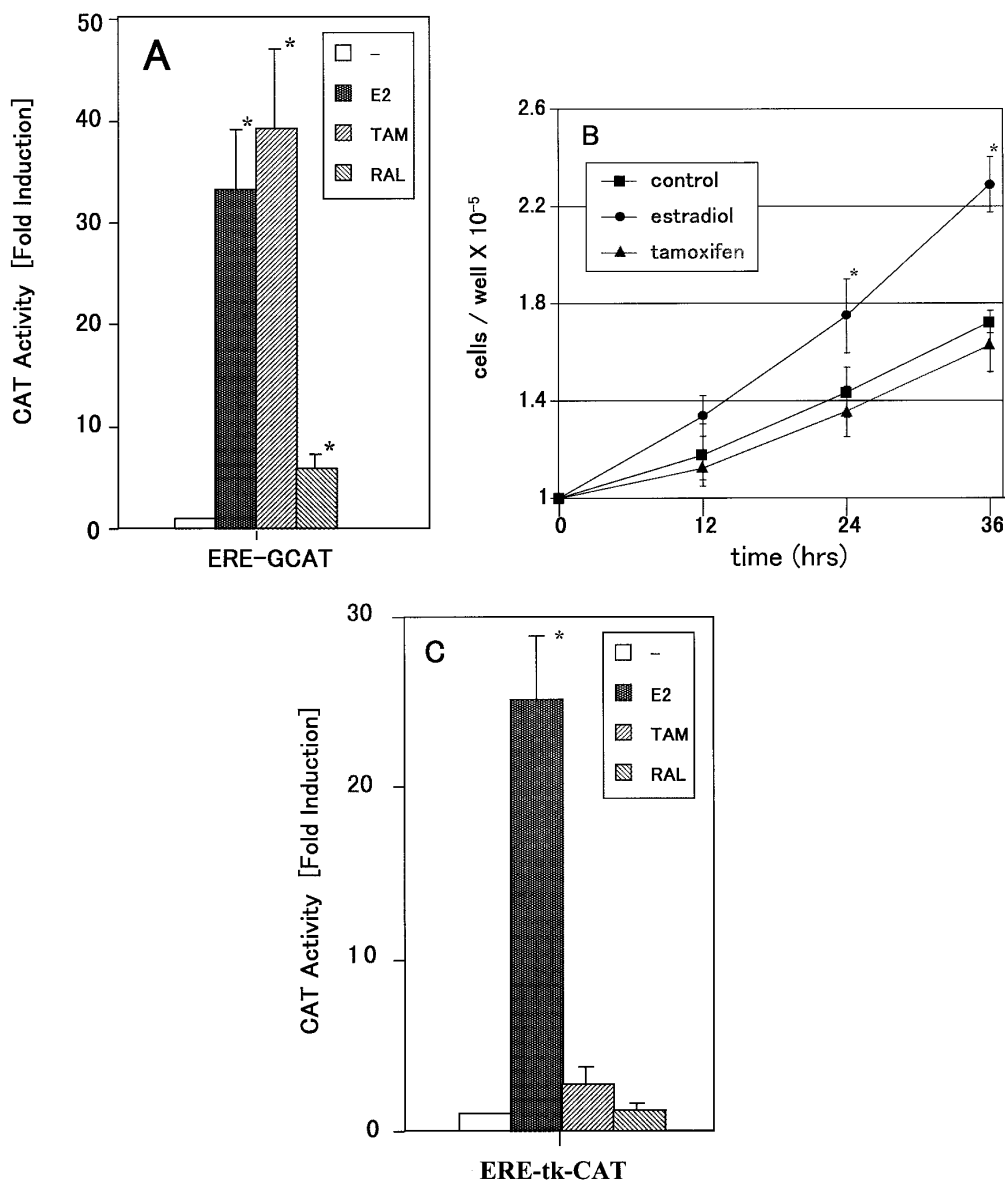 A
50
40
30
20
10
0
CAT Activity [Fold Induction]
–
E2
TAM
RAL
*
*
*
ERE–GCAT
B
2.6
2.2
1.8
1.4
1
cells / well X 10⁻⁵
control
estradiol
tamoxifen
*
*
0
12
24
36
time (hrs)
C
30
20
10
0
CAT Activity [Fold Induction]
–
E2
TAM
RAL
*
ERE-tk-CAT